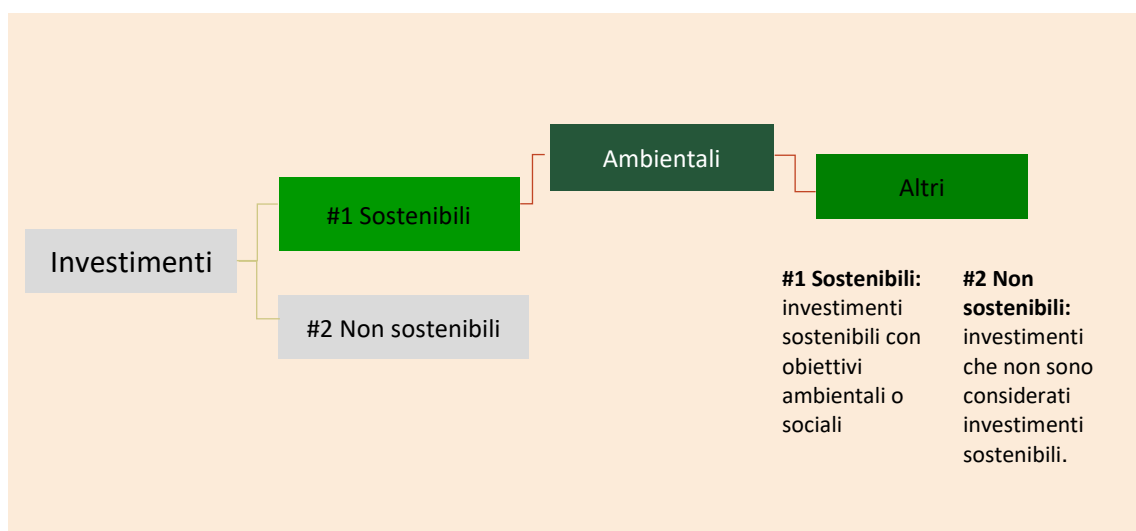 Ambientali
Altri
#1 Sostenibili
Investimenti
#2 Non sostenibili
#1 Sostenibili:
investimenti
sostenibili con
obiettivi
ambientali o
sociali
#2 Non
sostenibili:
investimenti
che non sono
considerati
investimenti
sostenibili.